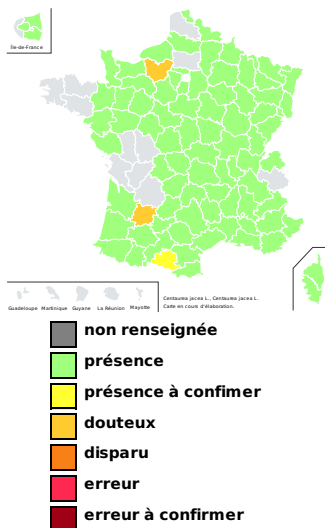 Île-de-France
Guadeloupe Martinique Guyane La Réunion Mayotte
Centaurea jacea L., Centaurea jacea L.
Carte en cours d'élaboration.
non renseignée
présence
présence à confimer
douteux
disparu
erreur
erreur à confirmer